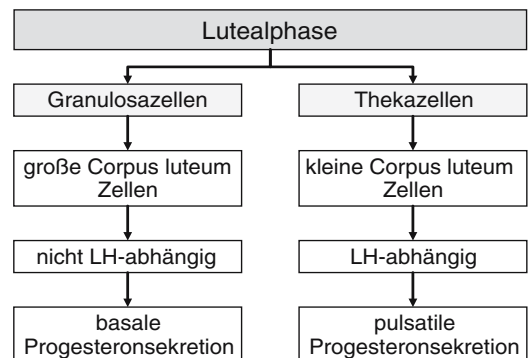 Lutealphase
Granulosazellen
Thekazellen
große Corpus luteum
Zellen
kleine Corpus luteum
Zellen
nicht LH-abhängig
LH-abhängig
basale
Progesteronsekretion
pulsatile
Progesteronsekretion